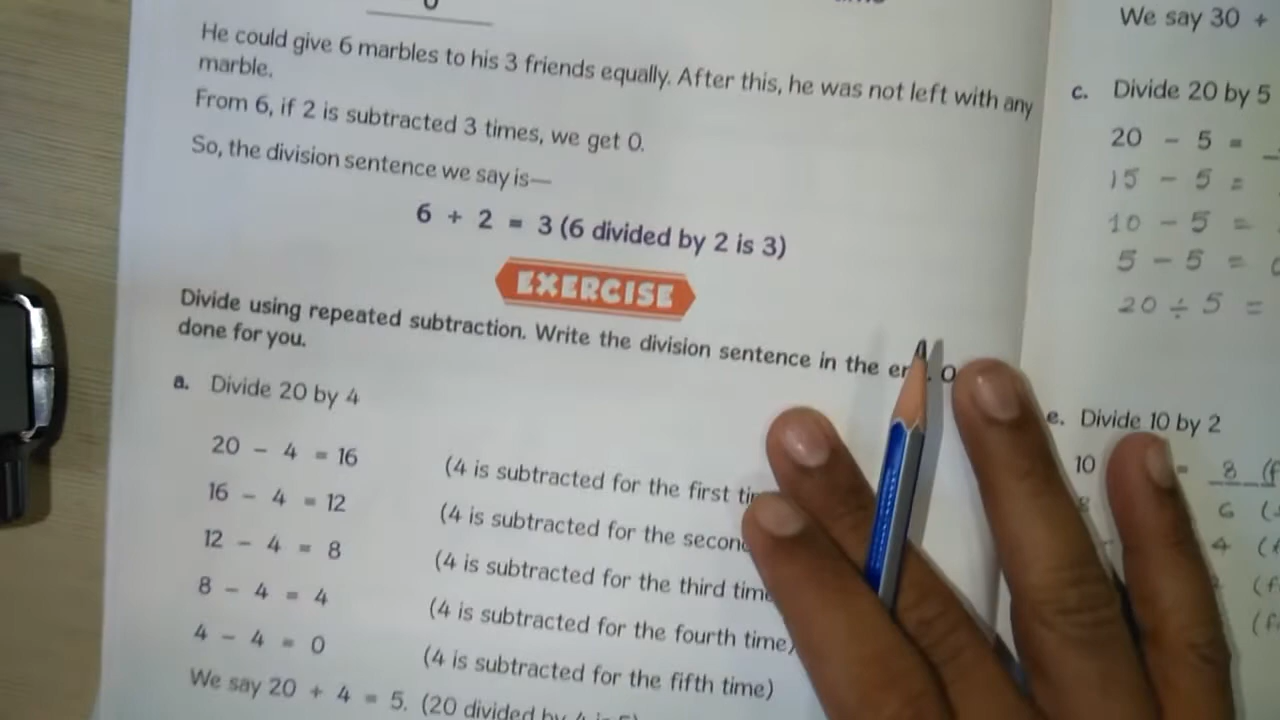 He could give 6 marbles to his 3 friends equally. After this, he was not left with any
marble.
From 6, if 2 is subtracted 3 times, we get 0.
So, the division sentence we say is—
6 ÷ 2 = 3 (6 divided by 2 is 3)
EXERCISE
Divide using repeated subtraction. Write the division sentence in the
done for you.
a. Divide 20 by 4
20 - 4 = 16 (4 is subtracted for the first
16 - 4 = 12 (4 is subtracted for the second
12 - 4 = 8 (4 is subtracted for the third time
8 - 4 = 4 (4 is subtracted for the fourth time)
4 - 4 = 0 (4 is subtracted for the fifth time)
We say 20 ÷ 4 = 5. (20 divided by 4 is 5)
We say 30 ÷
c. Divide 20 by 5
20 - 5 =
15 - 5 =
10 - 5 =
5 - 5 =
20 ÷ 5 =
e. Divide 10 by 2
10 = 8
6
4